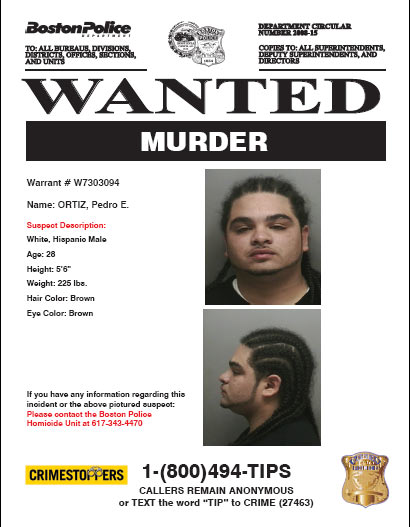 BostonPolice
DEPARTMENT
TO: ALL BUREAUS, DIVISIONS,
DISTRICTS, OFFICES, SECTIONS,
AND UNITS
DEPARTMENT CIRCULAR
NUMBER 2008-15
COPIES TO: ALL SUPERINTENDENTS,
DEPUTY SUPERINTENDENTS, AND
DIRECTORS
WANTED
MURDER
Warrant # W7303094
Name: ORTIZ, Pedro E.
Suspect Description:
White, Hispanic Male
Age: 28
Height: 5'6"
Weight: 225 lbs.
Hair Color: Brown
Eye Color: Brown
If you have any information regarding this
incident or the above pictured suspect:
Please contact the Boston Police
Homicide Unit at 617-343-4470
CRIMESTOPPERS
1-(800)494-TIPS
CALLERS REMAIN ANONYMOUS
or TEXT the word “TIP” to CRIME (27463)